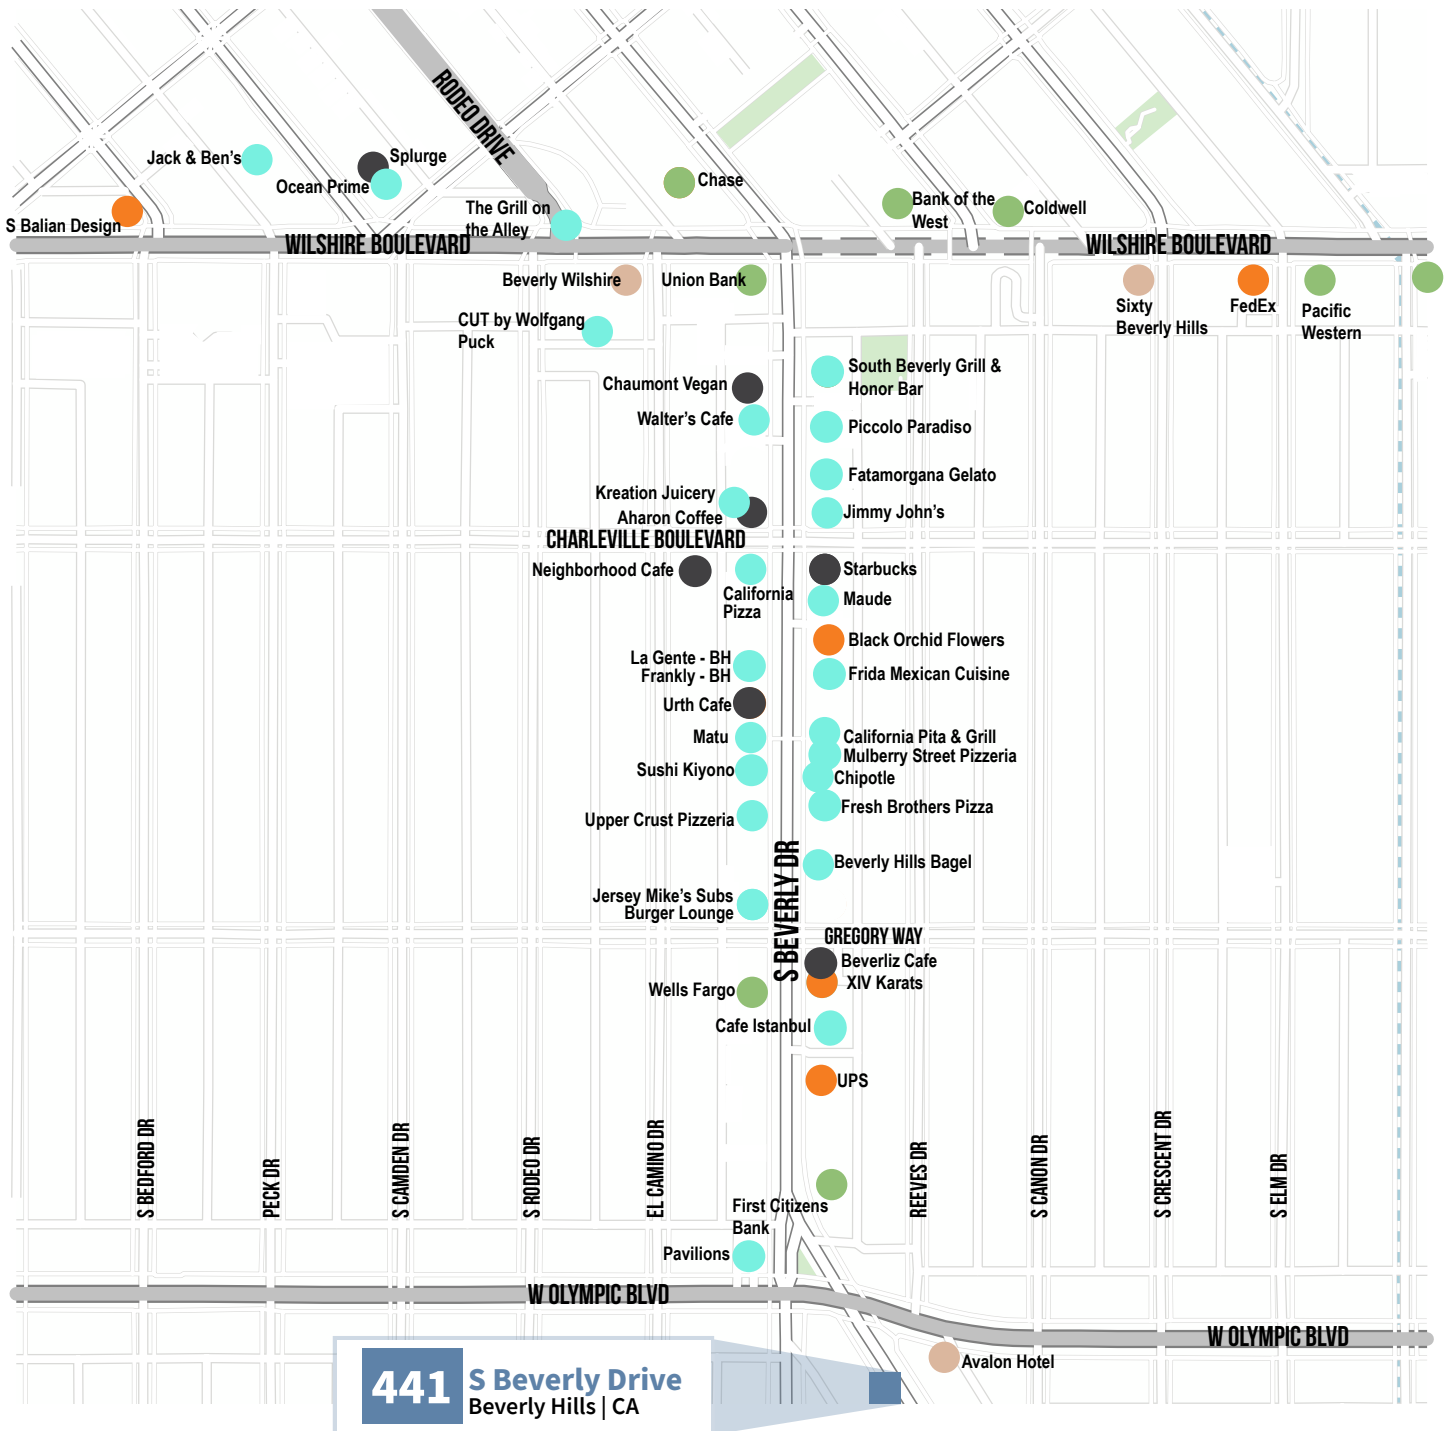 RODEO DRIVE
Jack & Ben's
Splurge
Ocean Prime
Chase
S Balian Design
The Grill on
the Alley
Bank of the
West
Coldwell
WILSHIRE BOULEVARD
WILSHIRE BOULEVARD
Beverly Wilshire
Union Bank
Sixty
Beverly Hills
FedEx
Pacific
Western
CUT by Wolfgang
Puck
South Beverly Grill &
Honor Bar
Chaumont Vegan
Walter's Cafe
Piccolo Paradiso
Fatamorgana Gelato
Kreation Juicery
Aharon Coffee
Jimmy John's
CHARLEVILLE BOULEVARD
Neighborhood Cafe
California
Pizza
Starbucks
Maude
Black Orchid Flowers
La Gente - BH
Frankly - BH
Frida Mexican Cuisine
Urth Cafe
Matu
California Pita & Grill
Mulberry Street Pizzeria
Sushi Kiyono
Chipotle
Fresh Brothers Pizza
Upper Crust Pizzeria
Beverly Hills Bagel
S BEVERLY DR
Jersey Mike's Subs
Burger Lounge
GREGORY WAY
Beverliz Cafe
XIV Karats
Wells Fargo
Cafe Istanbul
UPS
S BEDFORD DR
PECK DR
S CAMDEN DR
S RODEO DR
EL CAMINO DR
REEVES DR
S CANON DR
S CRESCENT DR
S ELM DR
First Citizens
Bank
Pavilions
W OLYMPIC BLVD
W OLYMPIC BLVD
Avalon Hotel
441
S Beverly Drive
Beverly Hills | CA